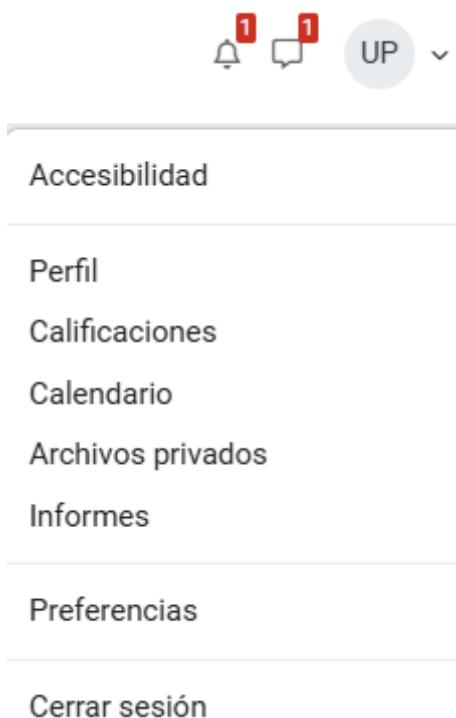 1 1 UP
Accesibilidad
Perfil
Calificaciones
Calendario
Archivos privados
Informes
Preferencias
Cerrar sesión